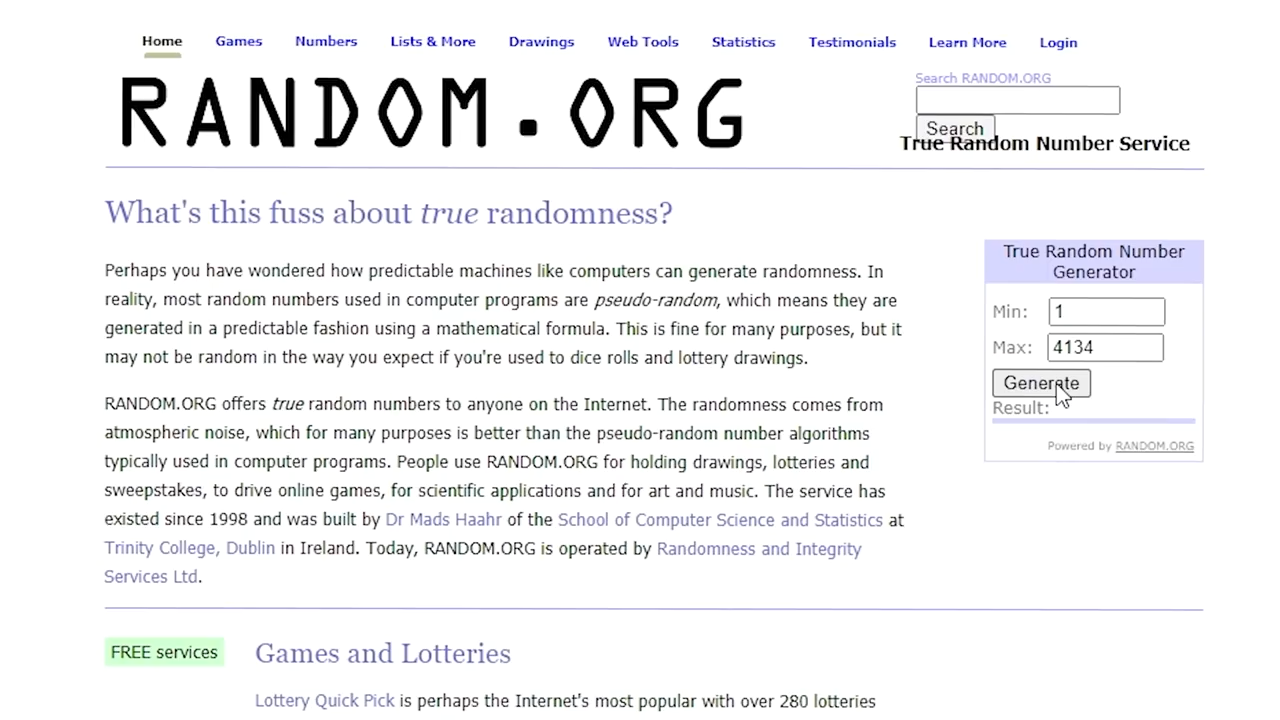 Home Games Numbers Lists & More Drawings Web Tools Statistics Testimonials Learn More Login
RANDOM.ORG
Search RANDOM.ORG
Search
True Random Number Service
What's this fuss about true randomness?
Perhaps you have wondered how predictable machines like computers can generate randomness. In
reality, most random numbers used in computer programs are pseudo-random, which means they are
generated in a predictable fashion using a mathematical formula. This is fine for many purposes, but it
may not be random in the way you expect if you're used to dice rolls and lottery drawings.
RANDOM.ORG offers true random numbers to anyone on the Internet. The randomness comes from
atmospheric noise, which for many purposes is better than the pseudo-random number algorithms
typically used in computer programs. People use RANDOM.ORG for holding drawings, lotteries and
sweepstakes, to drive online games, for scientific applications and for art and music. The service has
existed since 1998 and was built by Dr Mads Haahr of the School of Computer Science and Statistics at
Trinity College, Dublin in Ireland. Today, RANDOM.ORG is operated by Randomness and Integrity
Services Ltd.
True Random Number
Generator
Min: 1
Max: 4134
Generate
Result:
Powered by RANDOM.ORG
FREE services
Games and Lotteries
Lottery Quick Pick is perhaps the Internet's most popular with over 280 lotteries